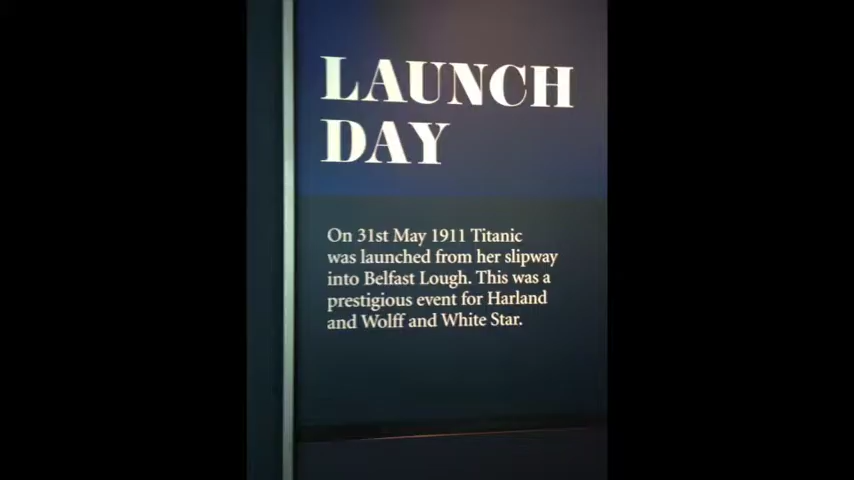 LAUNCH
DAY
On 31st May 1911 Titanic
was launched from her slipway
into Belfast Lough. This was a
prestigious event for Harland
and Wolff and White Star.